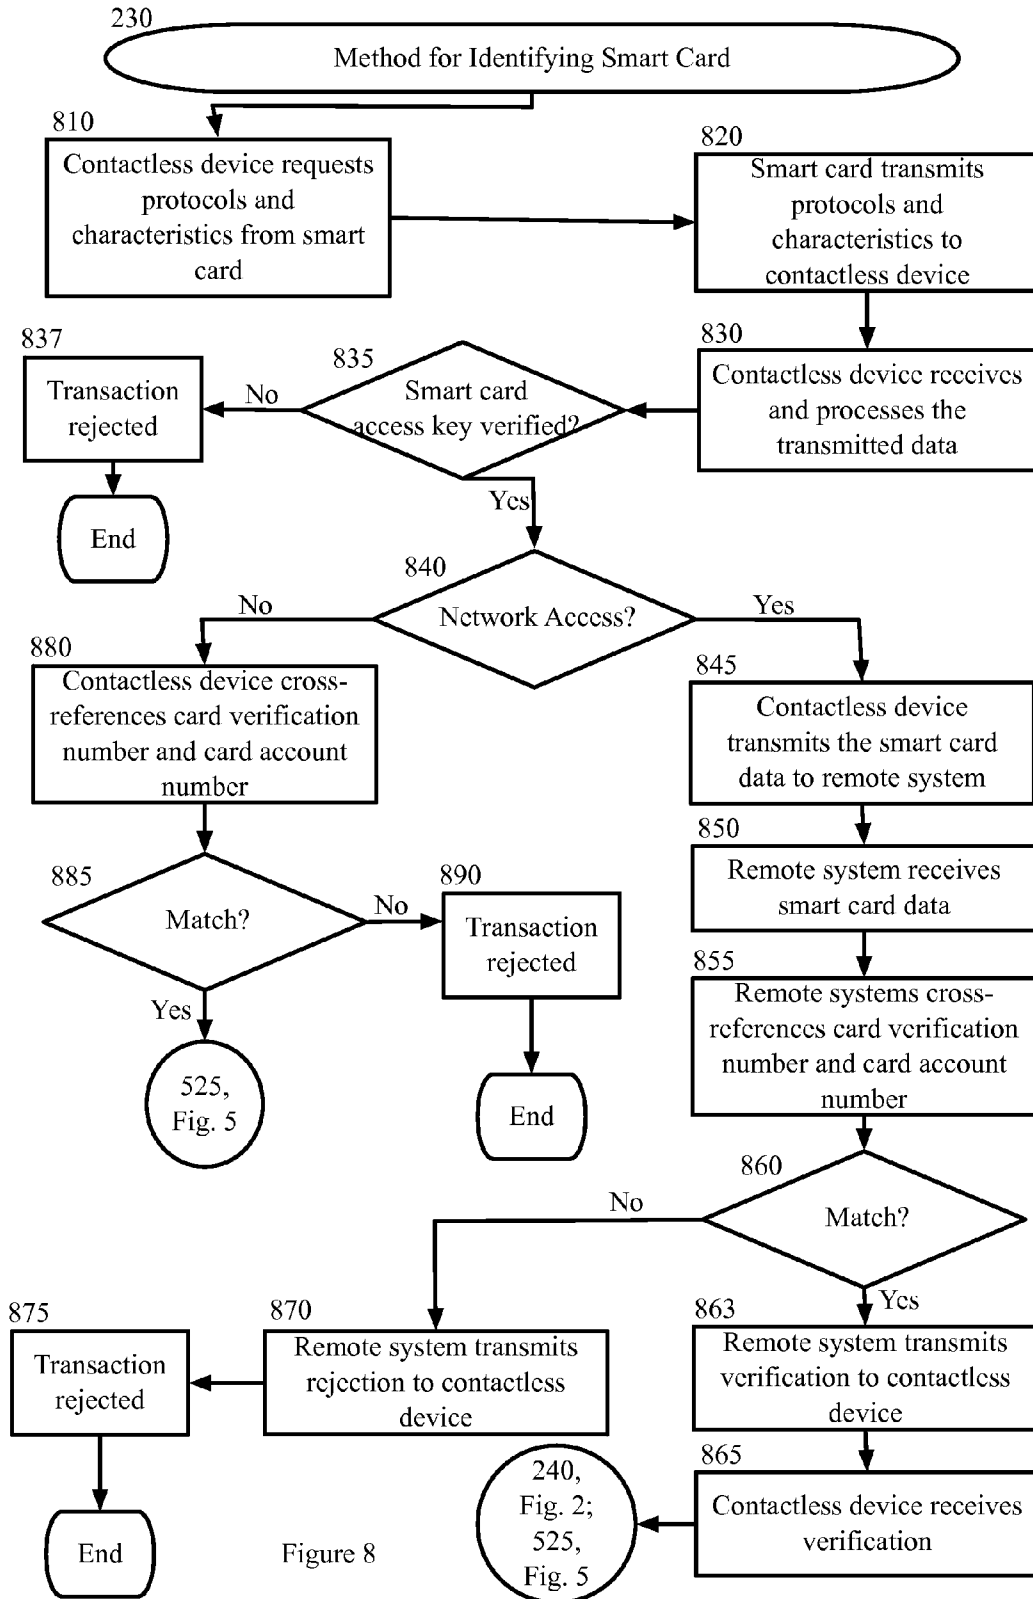 230
Method for Identifying Smart Card
810
Contactless device requests
protocols and
characteristics from smart
card
820
Smart card transmits
protocols and
characteristics to
contactless device
837
Transaction
rejected
No
835
Smart card
access key verified?
830
Contactless device receives
and processes the
transmitted data
End
Yes
840
Network Access?
No
Yes
880
Contactless device cross-
references card verification
number and card account
number
845
Contactless device
transmits the smart card
data to remote system
850
Remote system receives
smart card data
885
Match?
No
890
Transaction
rejected
855
Remote systems cross-
references card verification
number and card account
number
Yes
525,
Fig. 5
End
860
Match?
No
Yes
875
Transaction
rejected
870
Remote system transmits
rejection to contactless
device
863
Remote system transmits
verification to contactless
device
865
Contactless device receives
verification
240,
Fig. 2;
525,
Fig. 5
End
Figure 8